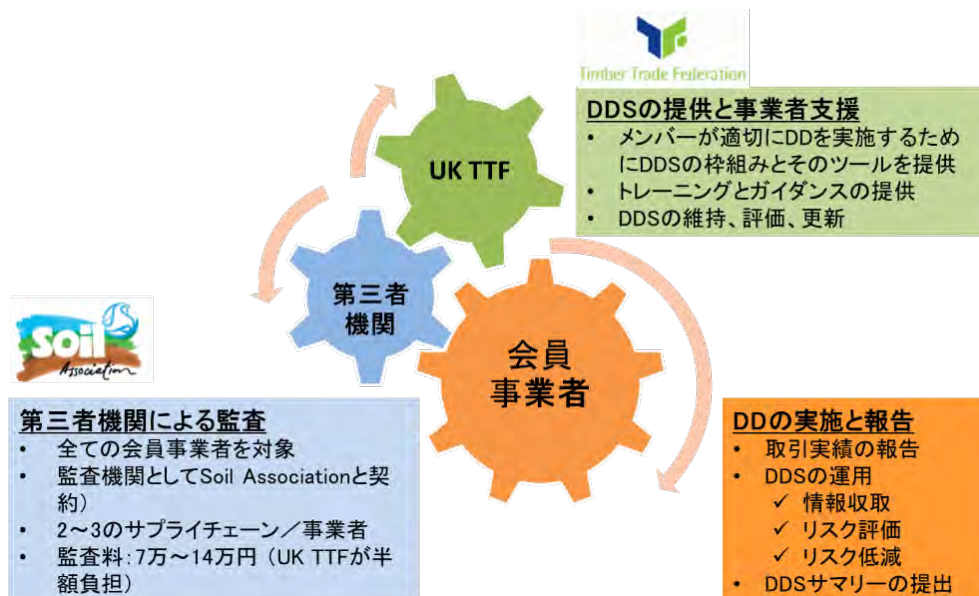 Timber Trade Federation
DDSの提供と事業者支援
• メンバーが適切にDDを実施するため
にDDSの枠組みとそのツールを提供
• トレーニングとガイダンスの提供
• DDSの維持、評価、更新
UK TTF
第三者
機関
会員
事業者
soil
Association
第三者機関による監査
• 全ての会員事業者を対象
• 監査機関としてSoil Associationと契
約）
• 2～3のサプライチェーン／事業者
• 監査料：7万～14万円（UK TTFが半
額負担）
DDの実施と報告
• 取引実績の報告
• DDSの運用
✓ 情報収取
✓ リスク評価
✓ リスク低減
• DDSサマリーの提出